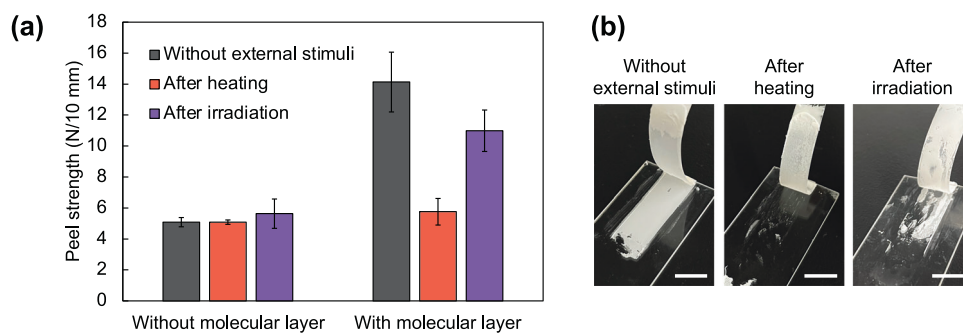 (a)
Peel strength (N/10 mm)
18
16
14
12
10
8
6
4
2
0
Without external stimuli
After heating
After irradiation
Without molecular layer
With molecular layer
(b)
Without
external stimuli
After
heating
After
irradiation